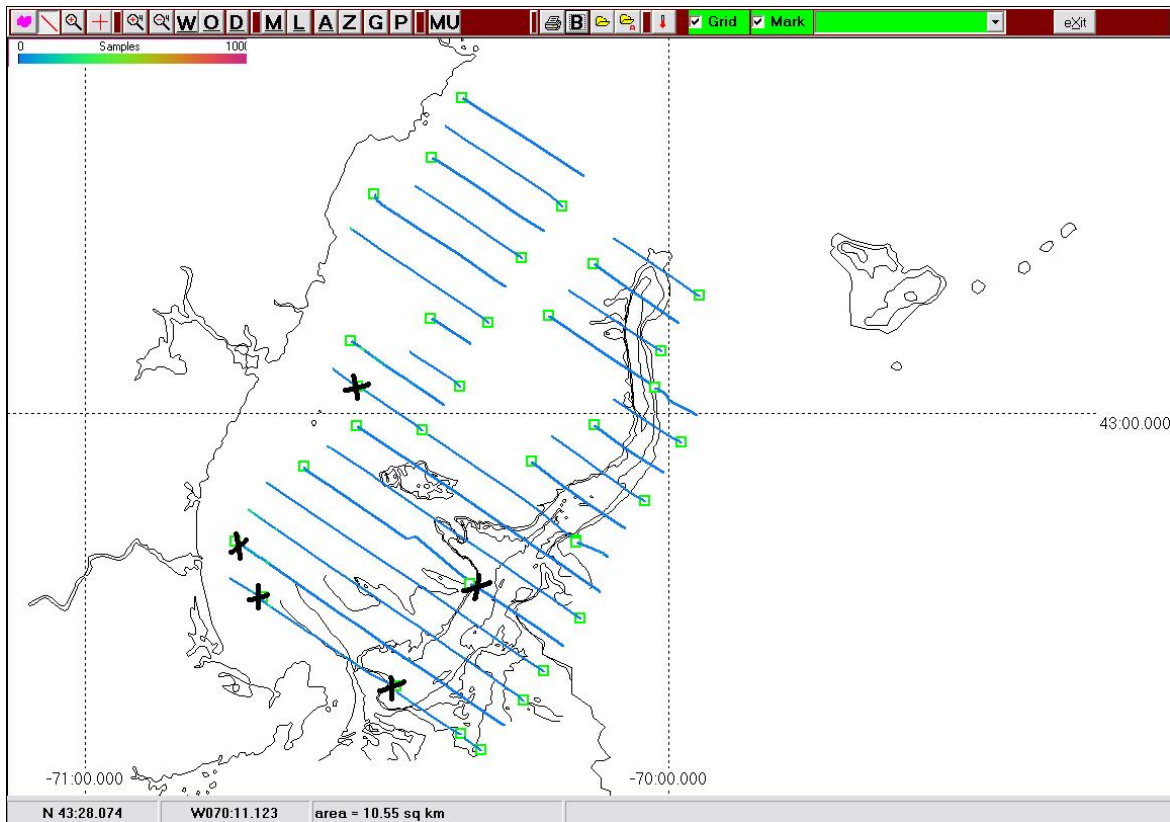 W O D M L A Z G P MU B Grid Mark eXit
0 Samples 1000
43:00.000
-71:00.000 -70:00.000
N 43:28.074 W070:11.123 area = 10.55 sq km